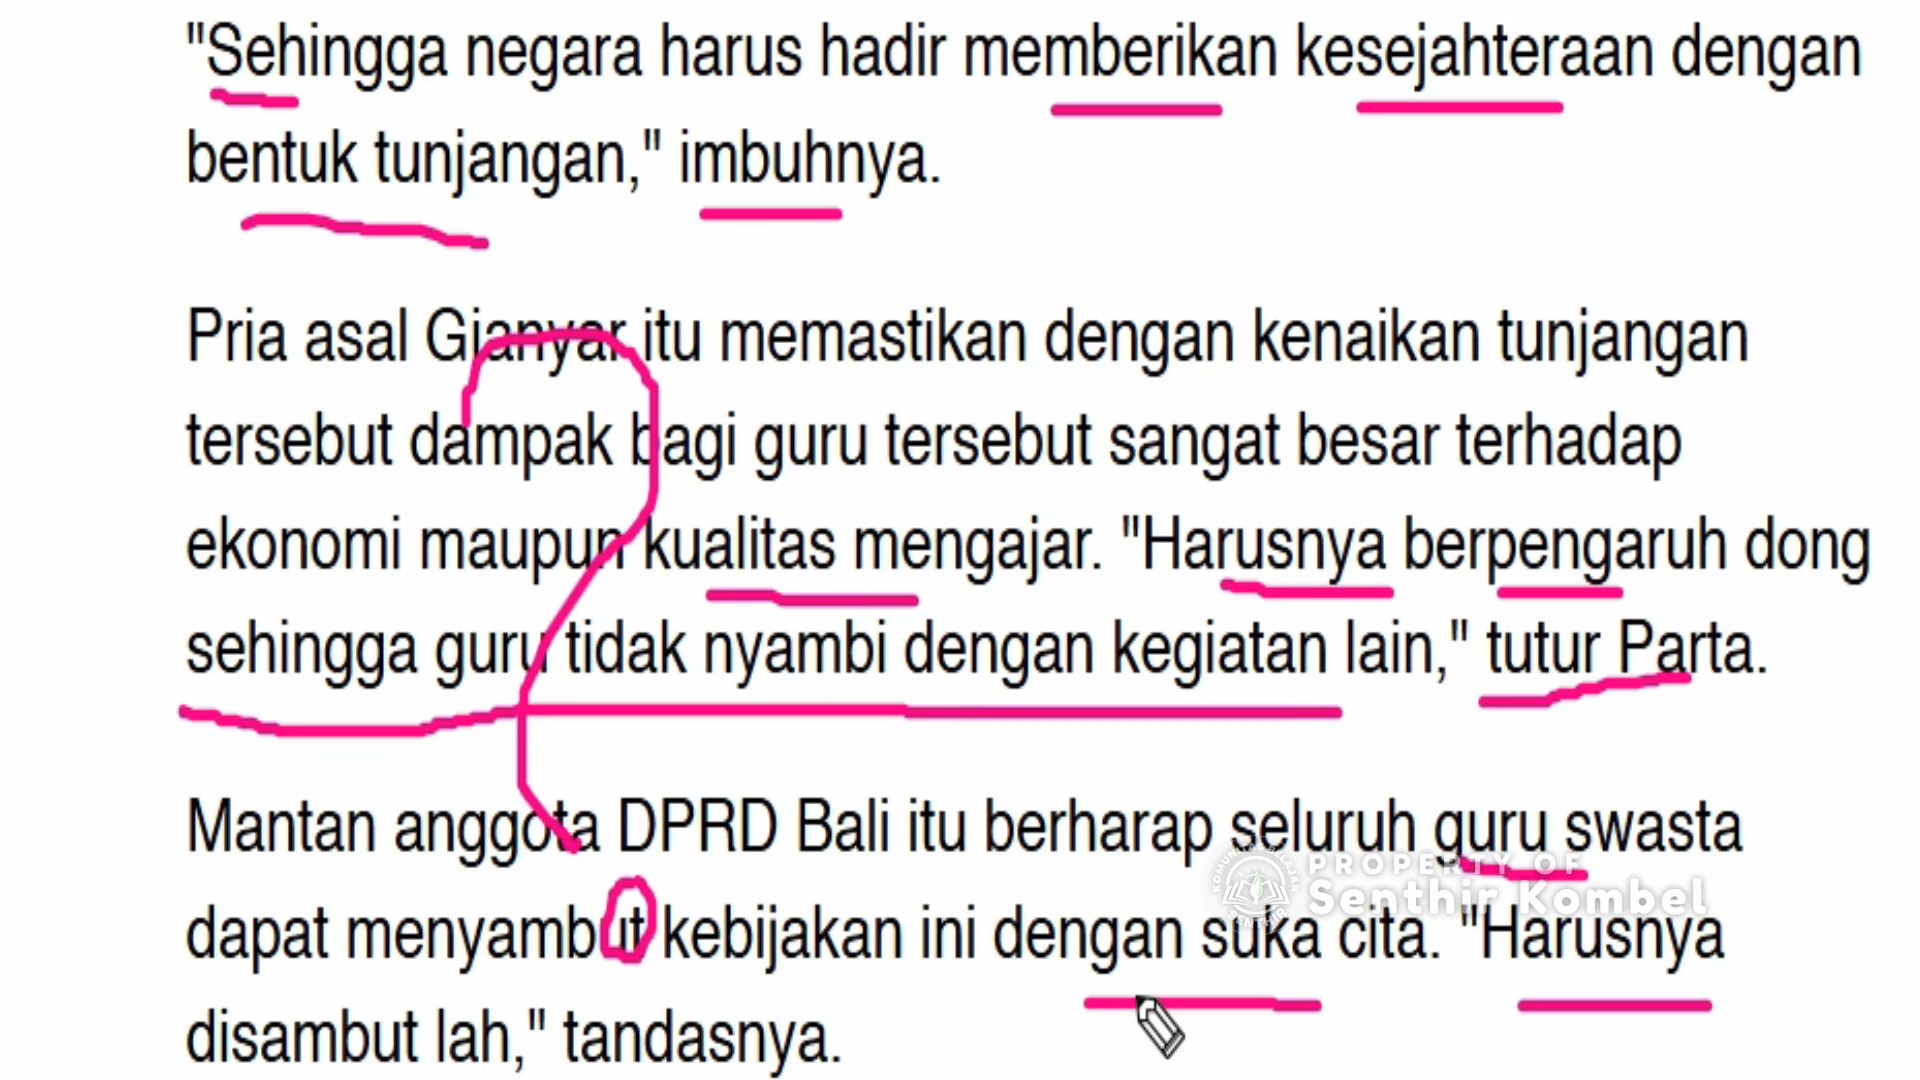 "Sehingga negara harus hadir memberikan kesejahteraan dengan
bentuk tunjangan," imbuhnya.
Pria asal Gianyar itu memastikan dengan kenaikan tunjangan
tersebut dampak bagi guru tersebut sangat besar terhadap
ekonomi maupun kualitas mengajar. "Harusnya berpengaruh dong
sehingga guru tidak nyambi dengan kegiatan lain," tutur Parta.
Mantan anggota DPRD Bali itu berharap seluruh guru swasta
PROPERTY OF
Senthir Kombel
dapat menyambut kebijakan ini dengan suka cita. "Harusnya
disambut lah," tandasnya.